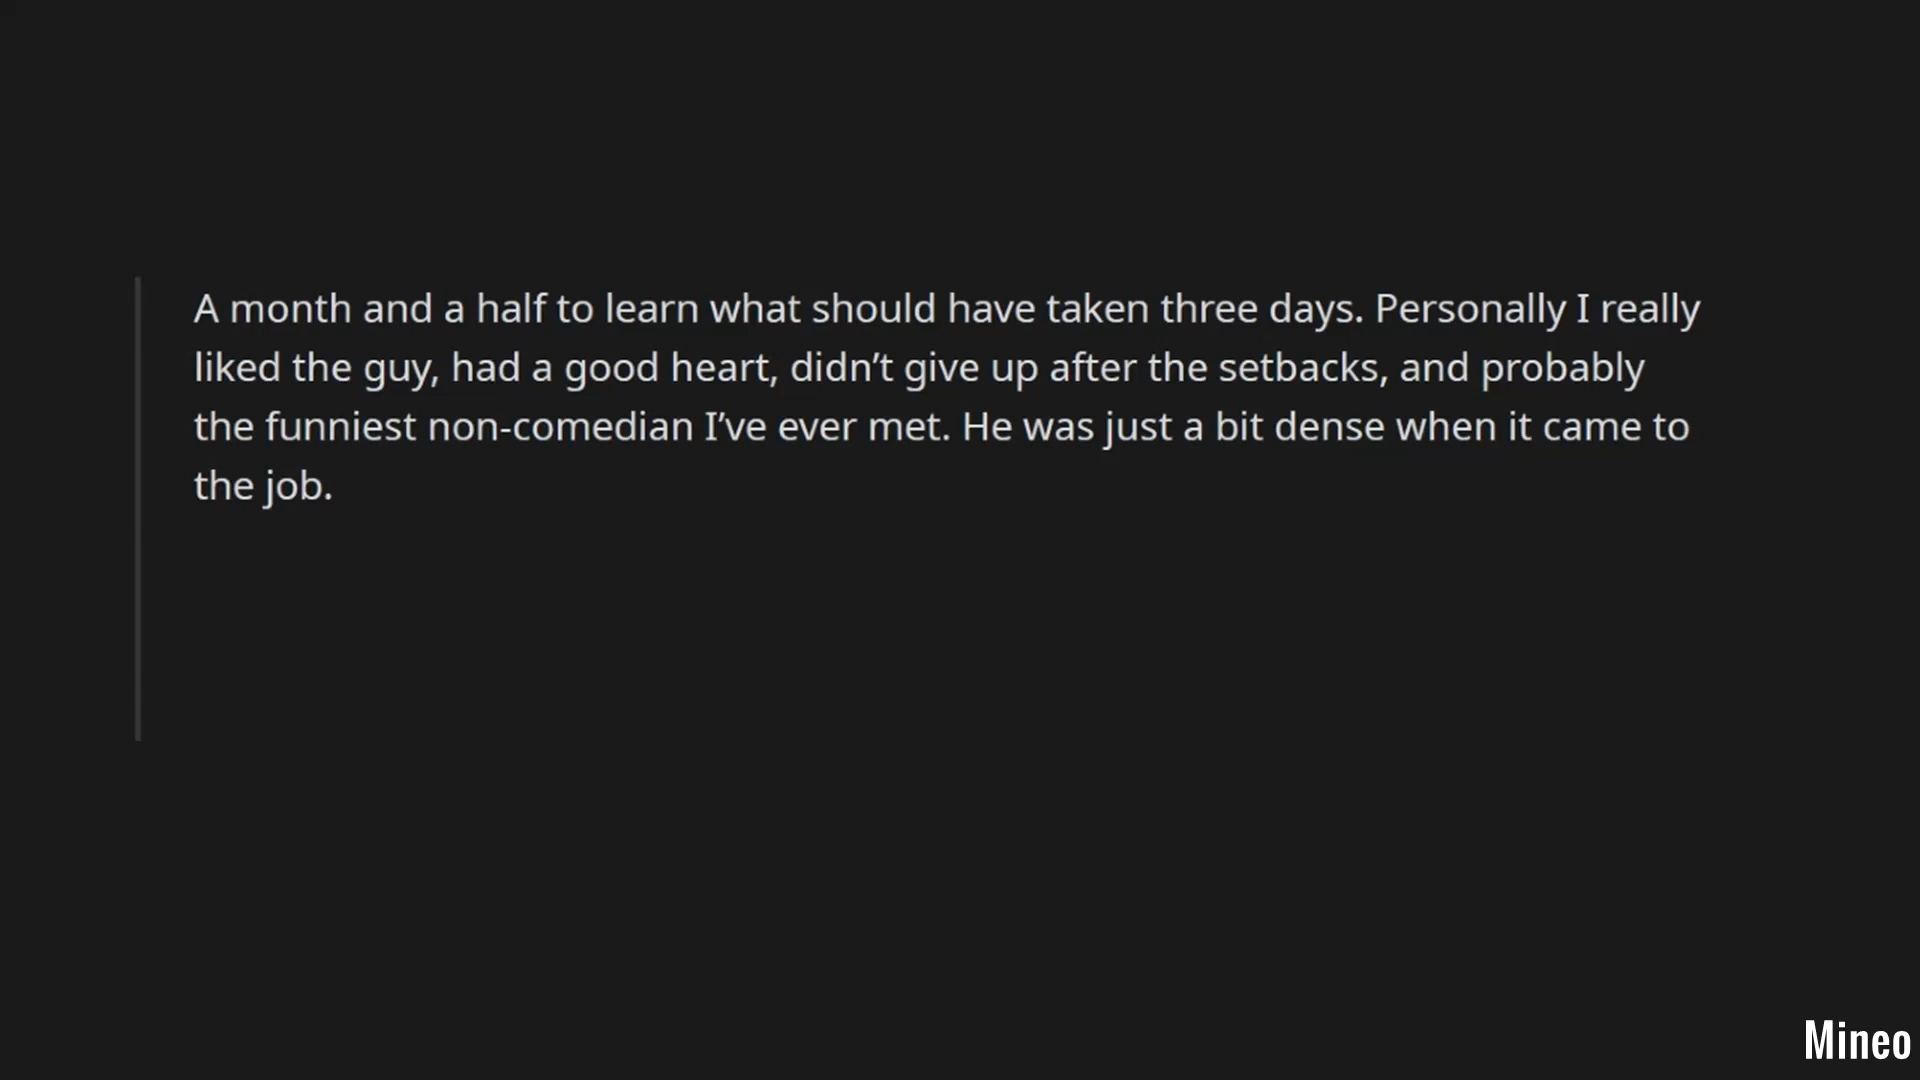 A month and a half to learn what should have taken three days. Personally I really
liked the guy, had a good heart, didn’t give up after the setbacks, and probably
the funniest non-comedian I’ve ever met. He was just a bit dense when it came to
the job.
Mineo